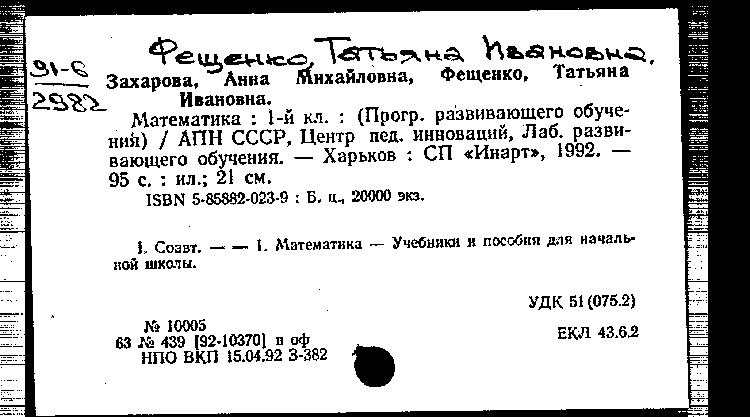 Фещенко, Татьяна Ивановна.
91-6
2982
Захарова, Анна Михайловна, Фещенко, Татьяна
Ивановна.
Математика : 1-й кл. : (Прогр. развивающего обуче-
ния) / АПН СССР, Центр пед. инноваций, Лаб. разви-
вающего обучения. — Харьков : СП «Инарт», 1992. —
95 с. : ил.; 21 см.
ISBN 5-85882-023-9 : Б. ц., 20000 экз.
1. Соавт. — — 1. Математика — Учебники и пособия для началь-
ной школы.
УДК 51(075.2)
№ 10005
63 № 439 [92-10370] п оф
ЕКЛ 43.6.2
НПО ВКП 15.04.92 З-382